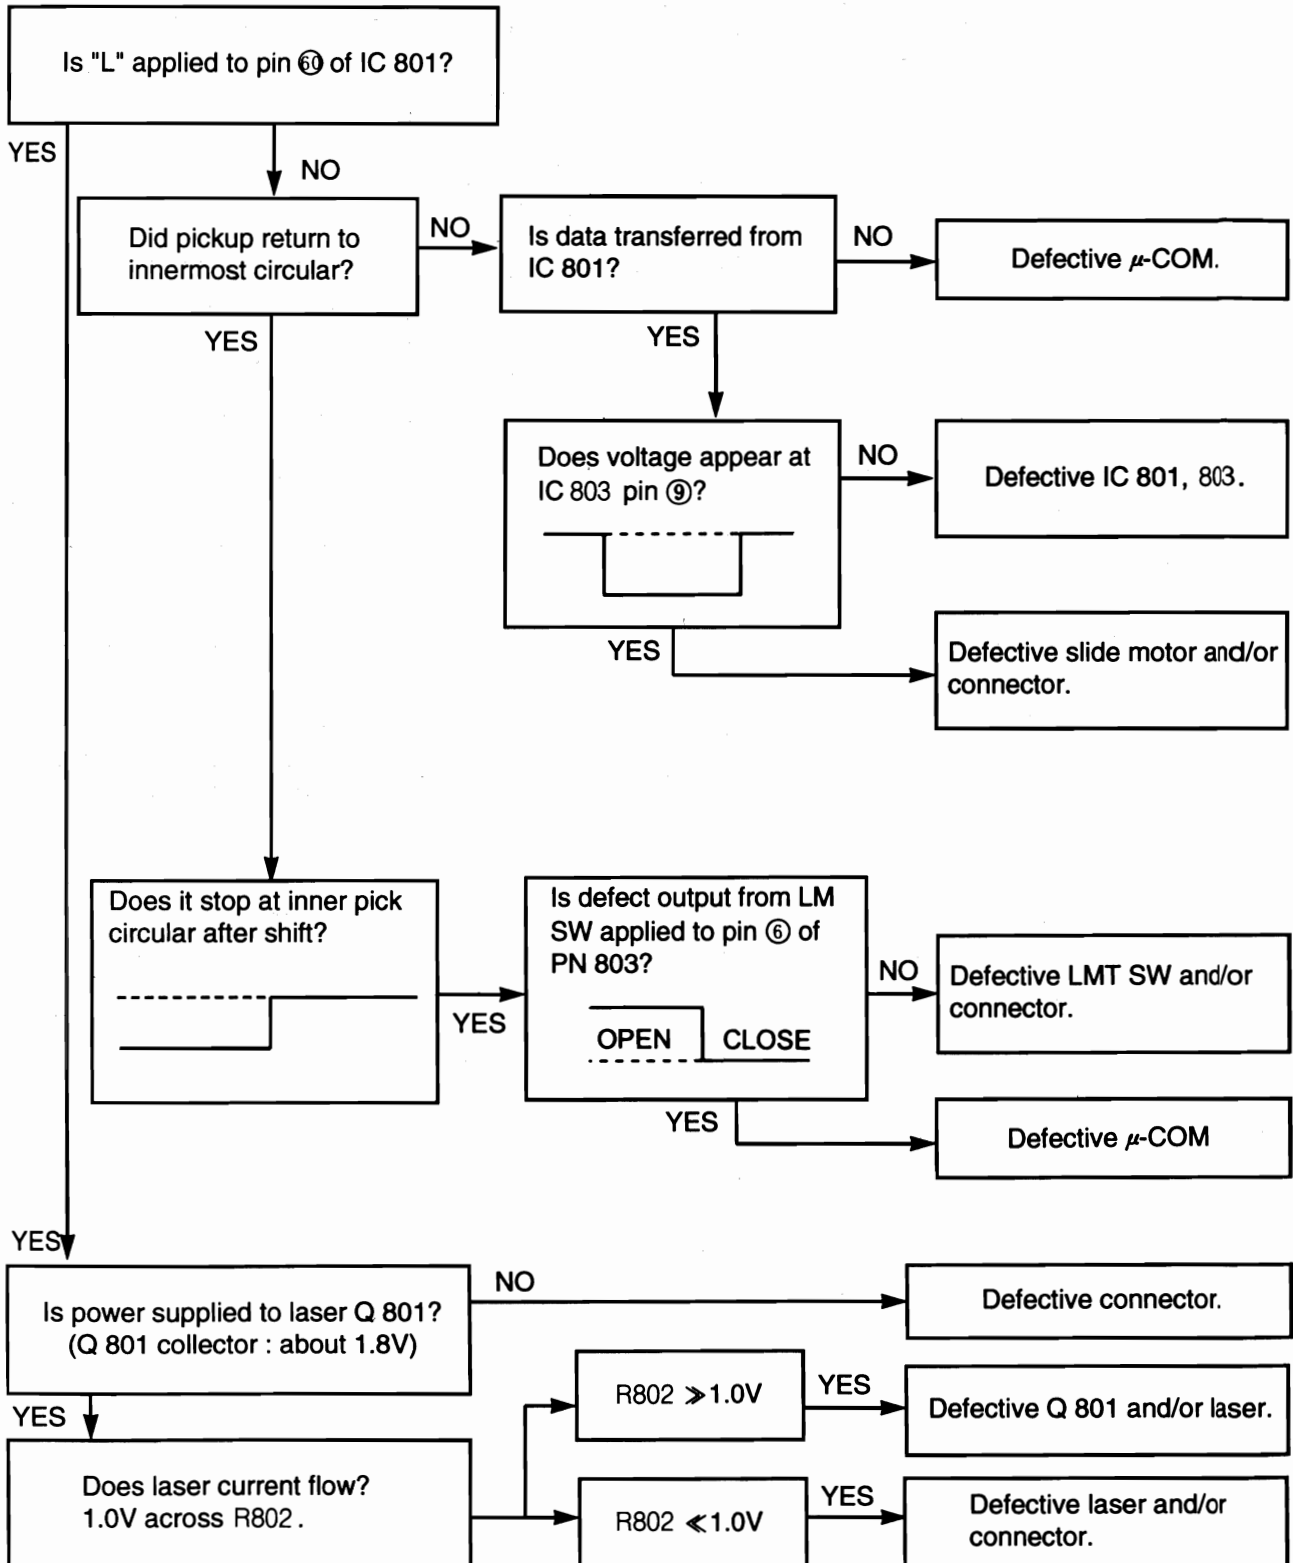 Is "L" applied to pin ⑥⓪ of IC 801?
YES
NO
Did pickup return to
innermost circular?
NO
Is data transferred from
IC 801?
NO
Defective μ-COM.
YES
YES
Does voltage appear at
IC 803 pin ⑨?
NO
Defective IC 801, 803.
YES
Defective slide motor and/or
connector.
Does it stop at inner pick
circular after shift?
YES
Is defect output from LM
SW applied to pin ⑥ of
PN 803?
OPEN CLOSE
NO
Defective LMT SW and/or
connector.
YES
Defective μ-COM
YES
Is power supplied to laser Q 801?
(Q 801 collector : about 1.8V)
NO
Defective connector.
YES
R802 ≫1.0V
YES
Defective Q 801 and/or laser.
Does laser current flow?
1.0V across R802.
R802 ≪1.0V
YES
Defective laser and/or
connector.